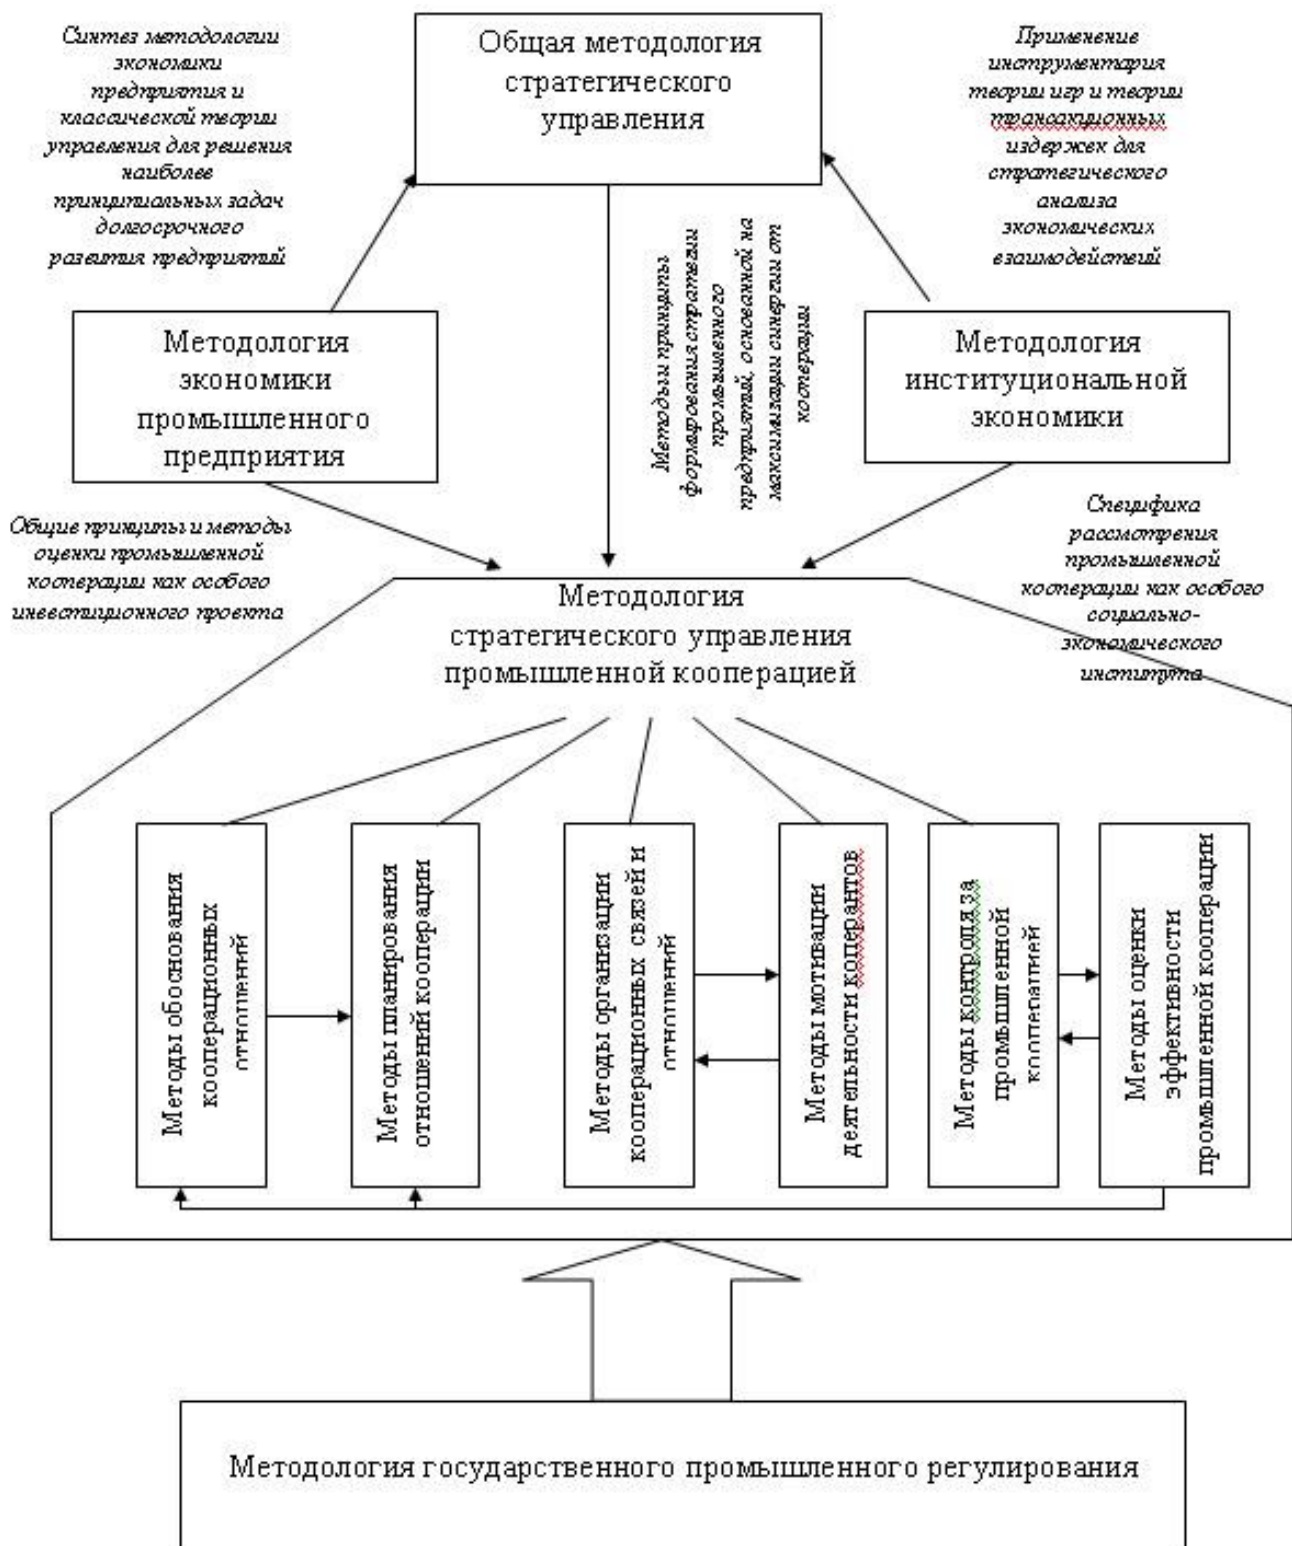 Синтез методологии
экономики
предприятия и
классической теории
управления для решения
наиболее
принципиальных задач
долгосрочного
развития предприятий
Общая методология
стратегического
управления
Применение
инструментария
теории игр и теории
трансакционных
издержек для
стратегического
анализа
экономических
взаимодействий
Методология
экономики
промышленного
предприятия
Методы и принципы
формирования стратегии
промышленного
предприятий, основанной на
максимизации синергии от
кооперации
Методология
институциональной
экономики
Общие принципы и методы
оценки промышленной
кооперации как особого
инвестиционного проекта
Специфика
рассмотрения
промышленной
кооперации как особого
социально-
экономического
института
Методология
стратегического управления
промышленной кооперацией
Методы обоснования
кооперационных
отношений
Методы планирования
отношений кооперации
Методы организации
кооперационных связей и
отношений
Методы мотивации
деятельности коперантов
Методы контроля за
промышленной
кооперацией
Методы оценки
эффективности
промышленной кооперации
Методология государственного промышленного регулирования